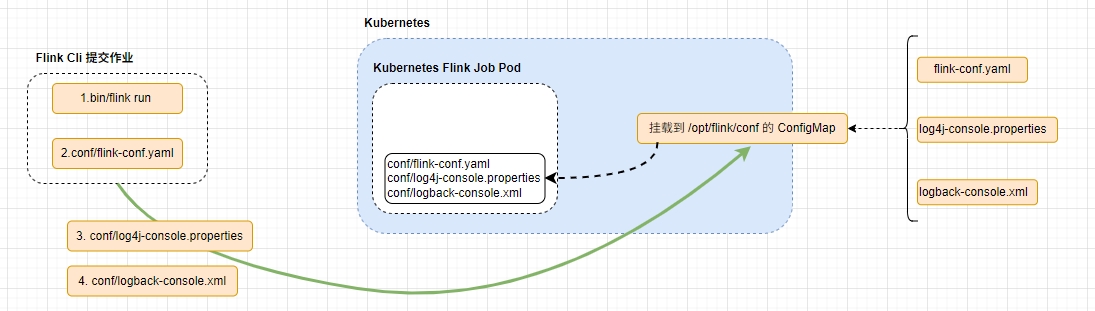 Flink Cli 提交作业
1.bin/flink run
2.conf/flink-conf.yaml
3. conf/log4j-console.properties
4. conf/logback-console.xml
Kubernetes
Kubernetes Flink Job Pod
conf/flink-conf.yaml
conf/log4j-console.properties
conf/logback-console.xml
挂载到 /opt/flink/conf 的 ConfigMap
flink-conf.yaml
log4j-console.properties
logback-console.xml